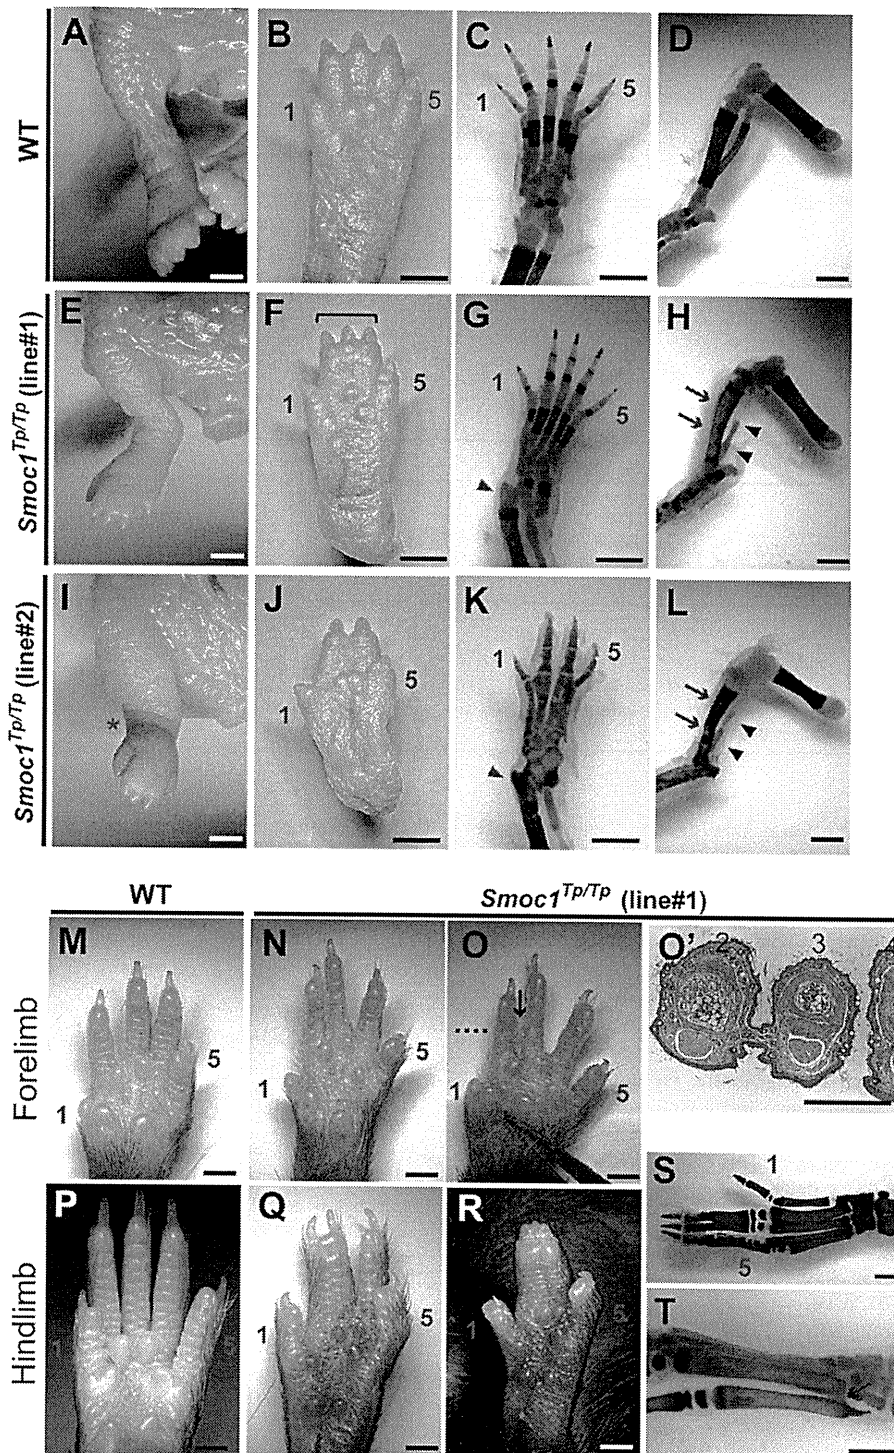 WT
A
B
1
5
C
1
5
D
Smoc1Tp/Tp (line#1)
E
F
1
5
G
1
5
H
Smoc1Tp/Tp (line#2)
I
*
J
1
5
K
1
5
L
WT
Smoc1Tp/Tp (line#1)
Forelimb
M
1
5
N
1
5
O
1
5
O'
2
3
Hindlimb
P
1
5
Q
1
5
R
1
5
S
1
5
T